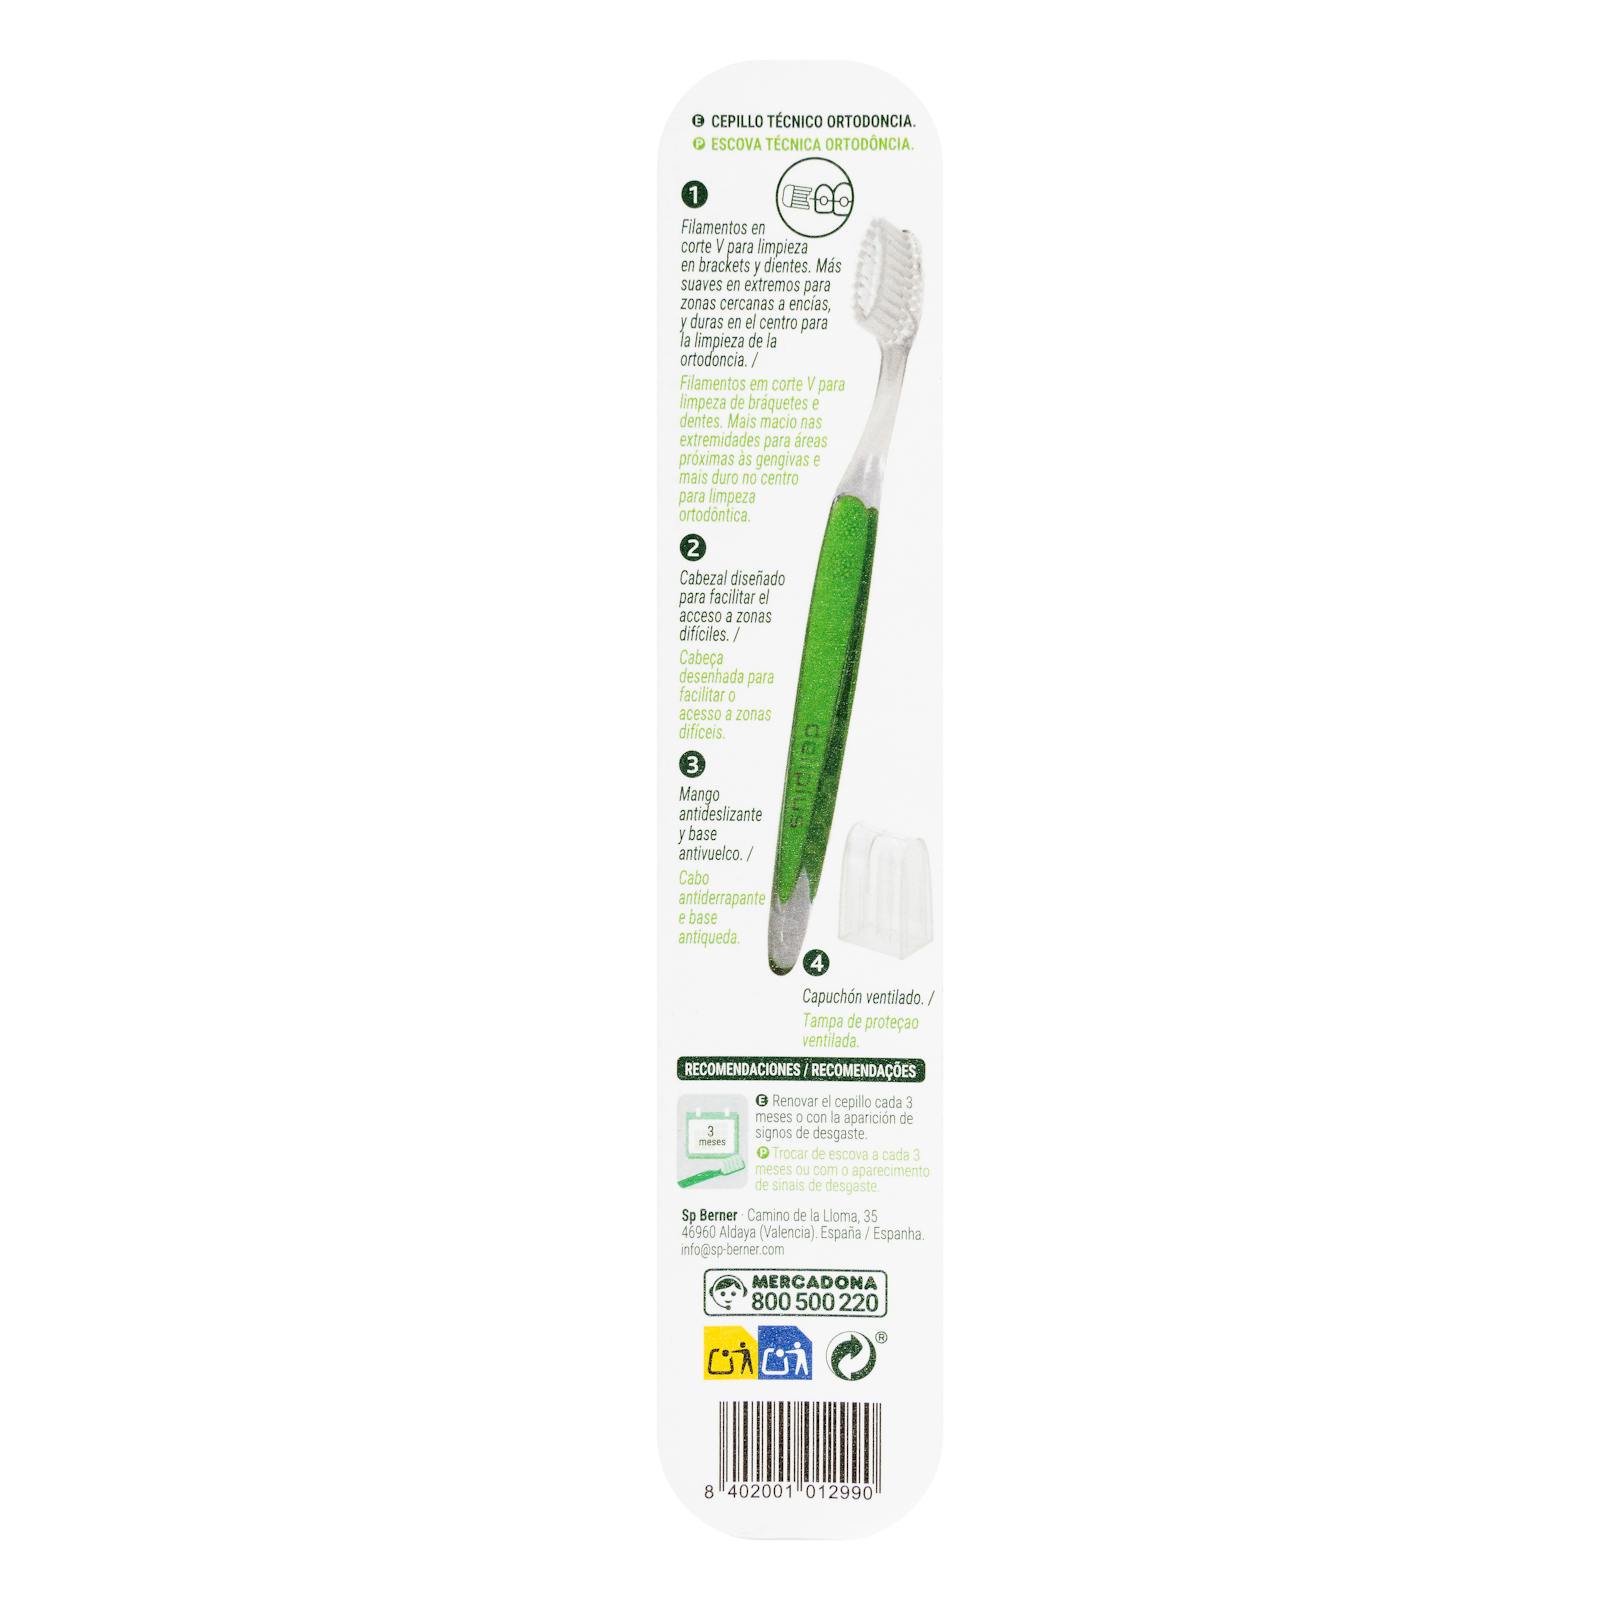 E CEPILLO TÉCNICO ORTODONCIA.
P ESCOVA TÉCNICA ORTODÔNCIA.
1
Filamentos en
corte V para limpieza
en brackets y dientes. Más
suaves en extremos para
zonas cercanas a encías,
y duras en el centro para
la limpieza de la
ortodoncia. /
Filamentos em corte V para
limpeza de bráquetes e
dentes. Mais macio nas
extremidades para áreas
próximas às gengivas e
mais duro no centro
para limpeza
ortodôntica.
2
Cabezal diseñado
para facilitar el
acceso a zonas
difíciles. /
Cabeça
desenhada para
facilitar o
acesso a zonas
difíceis.
3
Mango
antideslizante
y base
antivuelco. /
Cabo
antiderrapante
e base
antiqueda.
deliplus
4
Capuchón ventilado. /
Tampa de proteçao
ventilada.
RECOMENDACIONES / RECOMENDAÇÕES
3
meses
E Renovar el cepillo cada 3
meses o con la aparición de
signos de desgaste.
P Trocar de escova a cada 3
meses ou com o aparecimento
de sinais de desgaste.
Sp Berner · Camino de la Lloma, 35
46960 Aldaya (Valencia). España / Espanha.
info@sp-berner.com
MERCADONA
800 500 220
®
8 402001 012990